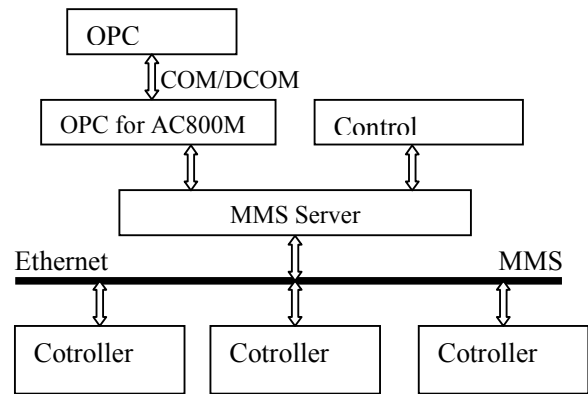 OPC
COM/DCOM
OPC for AC800M
Control
MMS Server
Ethernet
MMS
Cotroller
Cotroller
Cotroller